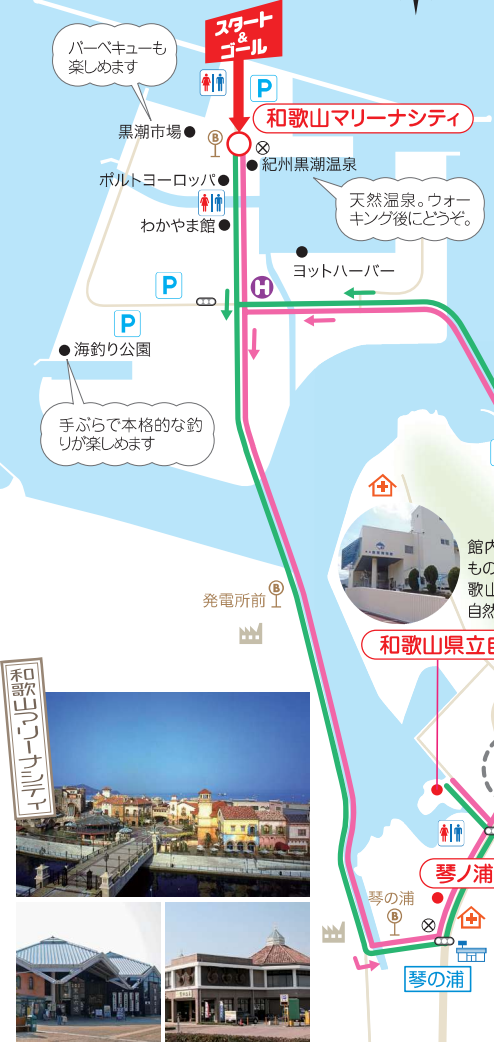 スタート
&
ゴール
バーベキューも
楽しめます
P
和歌山マリーナシティ
黒潮市場
B
紀州黒潮温泉
ポルトヨーロッパ
天然温泉。ウォー
キング後にどうぞ。
わかやま館
ヨットハーバー
P
H
P
海釣り公園
手ぶらで本格的な釣
りが楽しめます
館内
もの
歌山
自然
発電所前
B
和歌山県立自
和歌山マリーナシティ
琴ノ浦
琴の浦
B
琴の浦